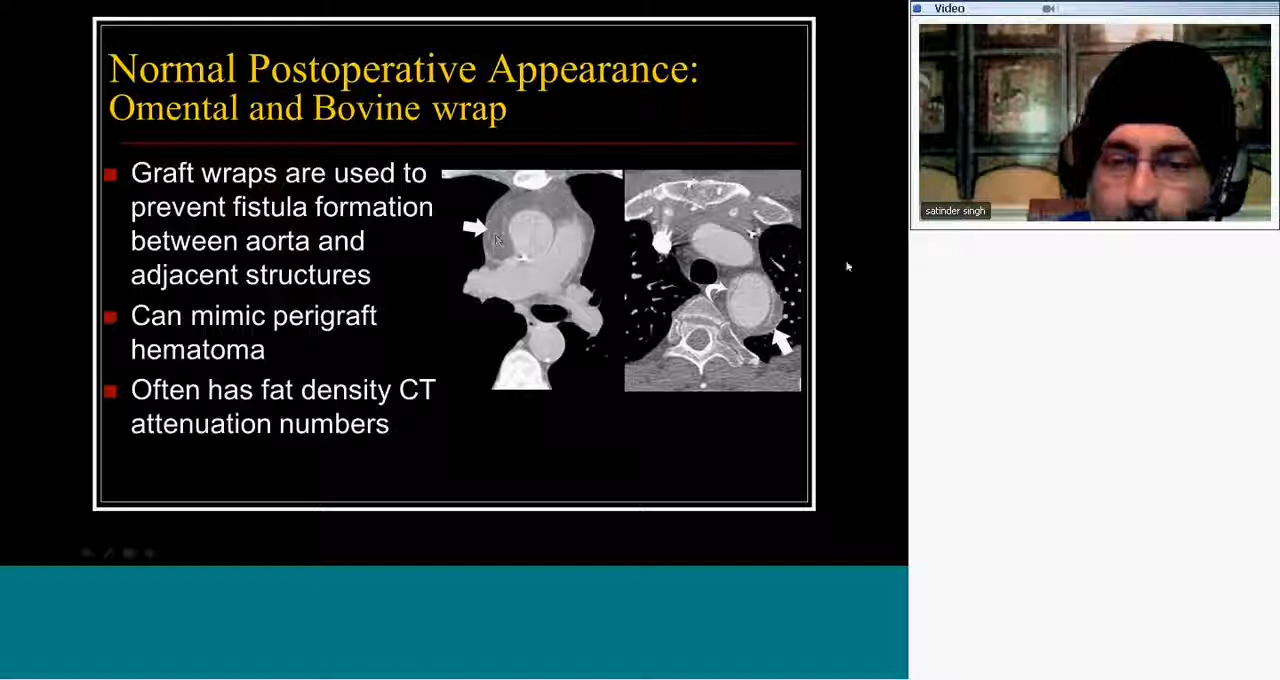 Normal Postoperative Appearance:
Omental and Bovine wrap
Graft wraps are used to
prevent fistula formation
between aorta and
adjacent structures
Can mimic perigraft
hematoma
Often has fat density CT
attenuation numbers
Video
satinder singh